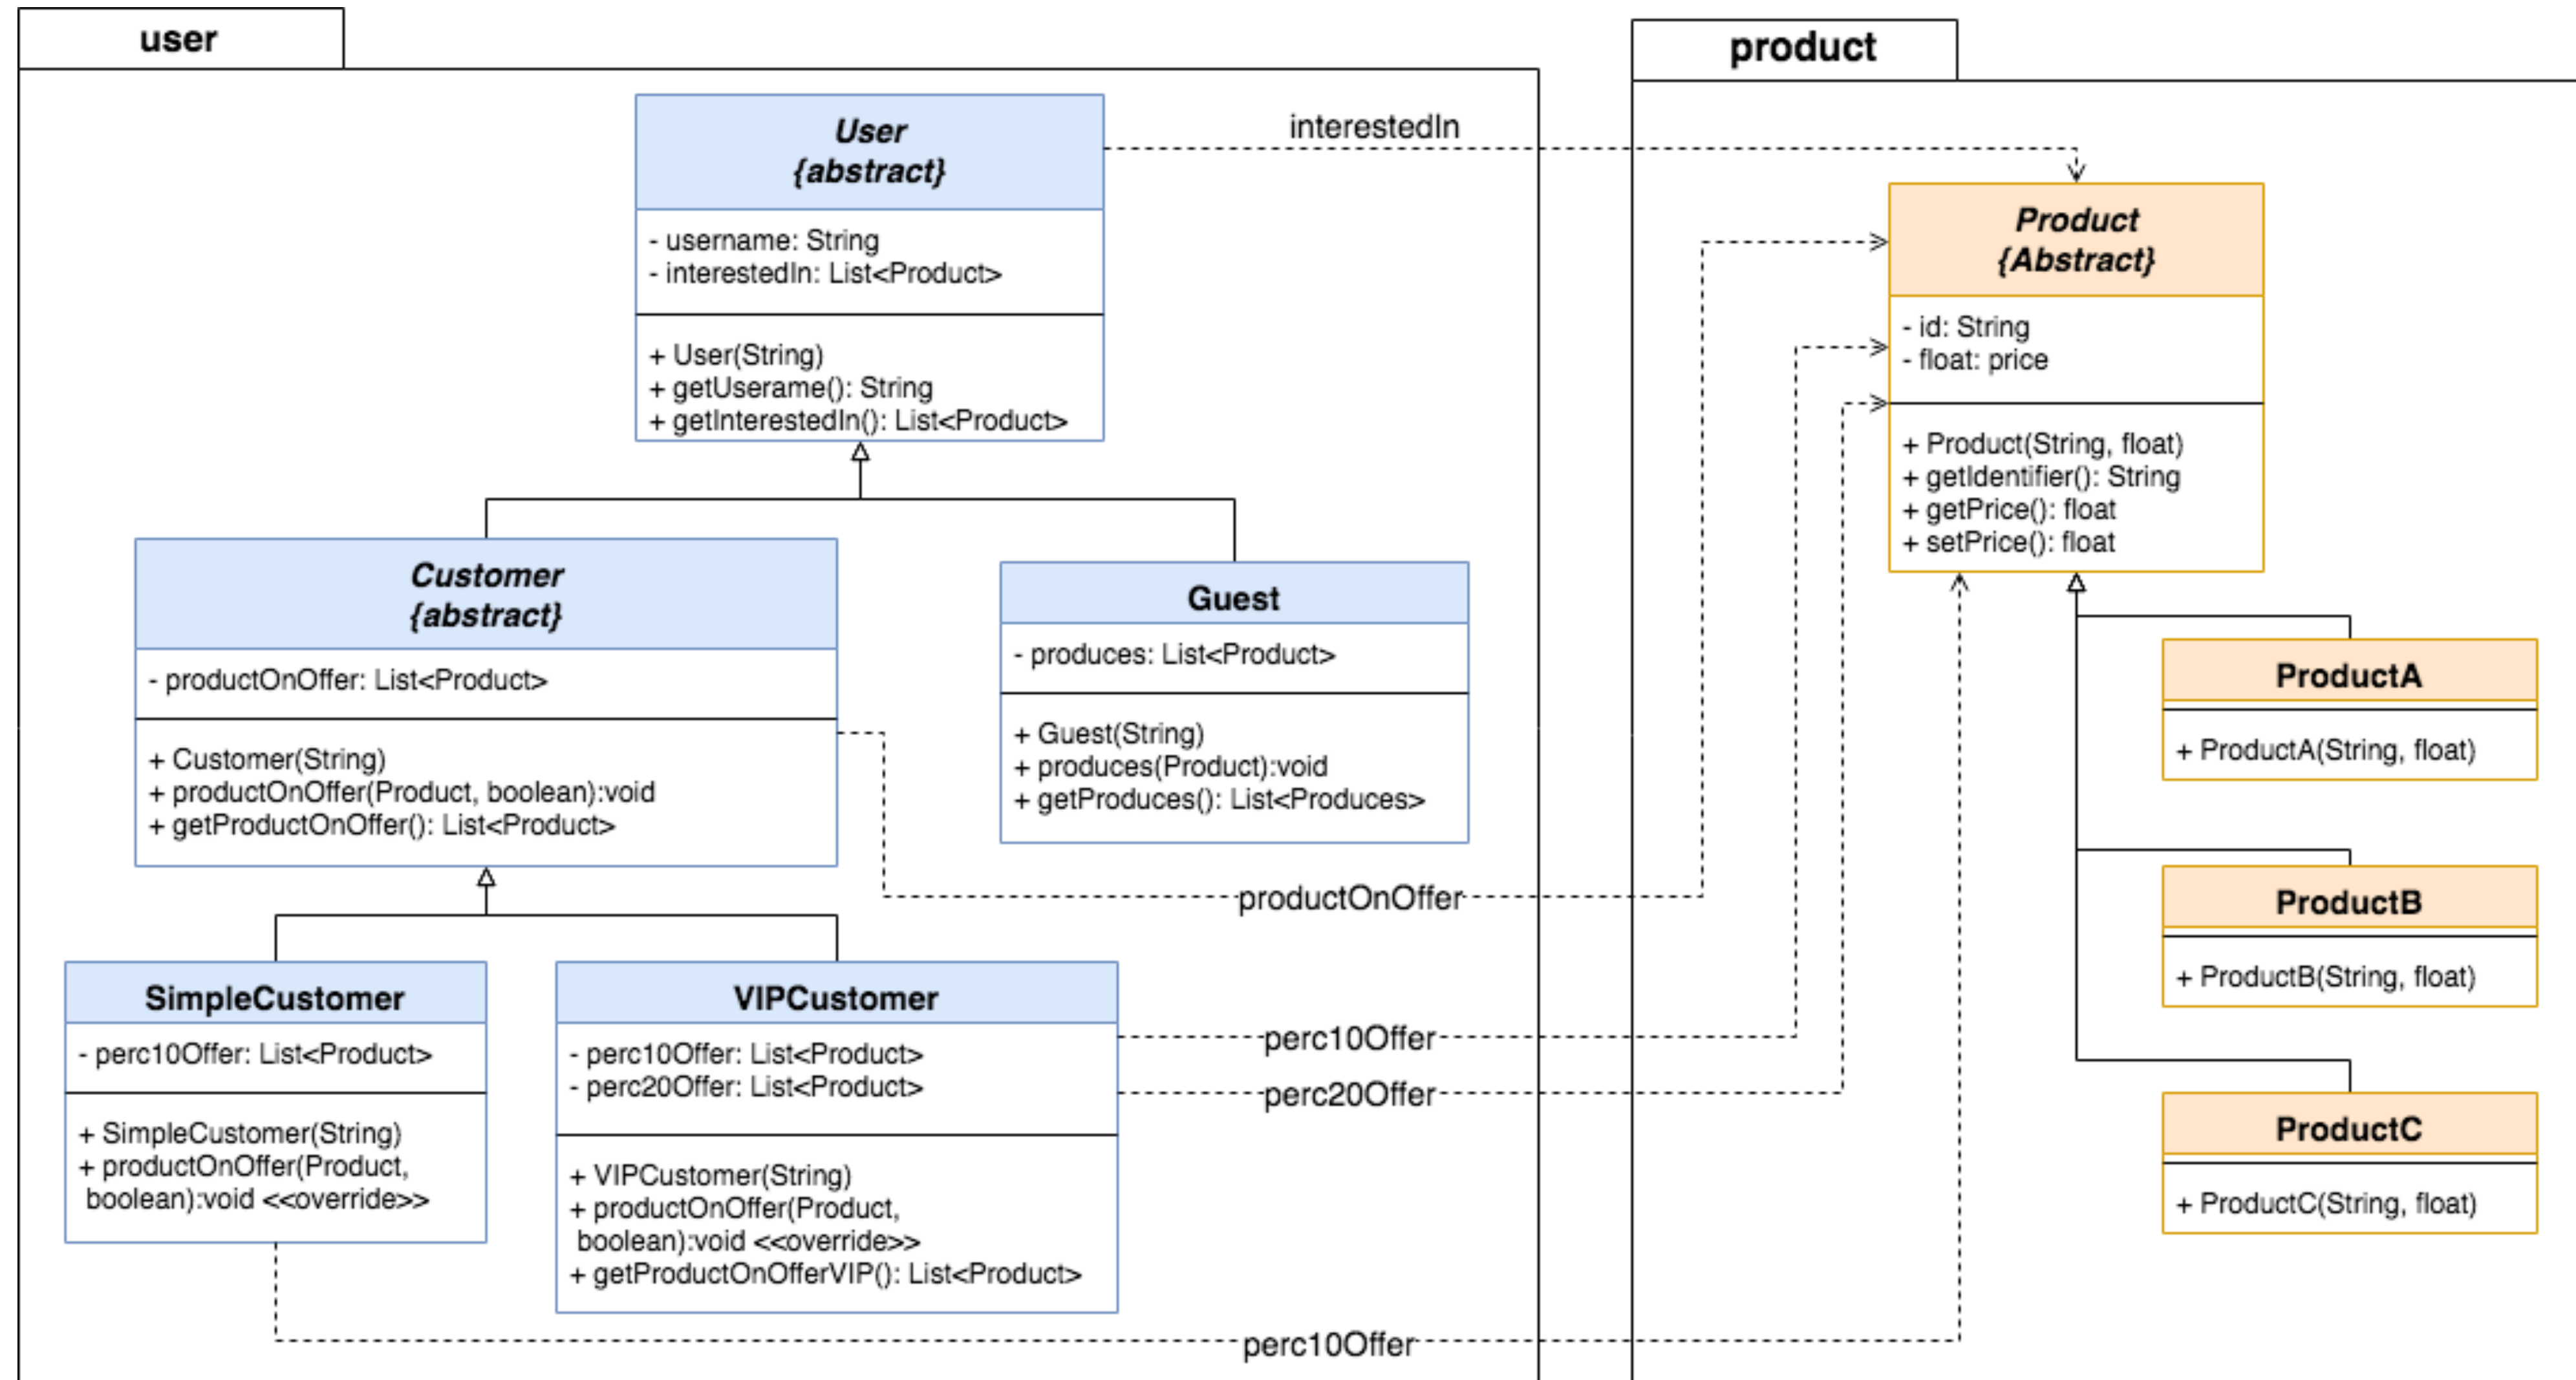 user
User
{abstract}
- username: String
- interestedIn: List<Product>
+ User(String)
+ getUserame(): String
+ getInterestedIn(): List<Product>
Customer
{abstract}
- productOnOffer: List<Product>
+ Customer(String)
+ productOnOffer(Product, boolean):void
+ getProductOnOffer(): List<Product>
Guest
- produces: List<Product>
+ Guest(String)
+ produces(Product):void
+ getProduces(): List<Produces>
SimpleCustomer
- perc10Offer: List<Product>
+ SimpleCustomer(String)
+ productOnOffer(Product,
boolean):void <<override>>
VIPCustomer
- perc10Offer: List<Product>
- perc20Offer: List<Product>
+ VIPCustomer(String)
+ productOnOffer(Product,
boolean):void <<override>>
+ getProductOnOfferVIP(): List<Product>
interestedIn
productOnOffer
perc10Offer
perc20Offer
perc10Offer
product
Product
{Abstract}
- id: String
- float: price
+ Product(String, float)
+ getIdentifier(): String
+ getPrice(): float
+ setPrice(): float
ProductA
+ ProductA(String, float)
ProductB
+ ProductB(String, float)
ProductC
+ ProductC(String, float)